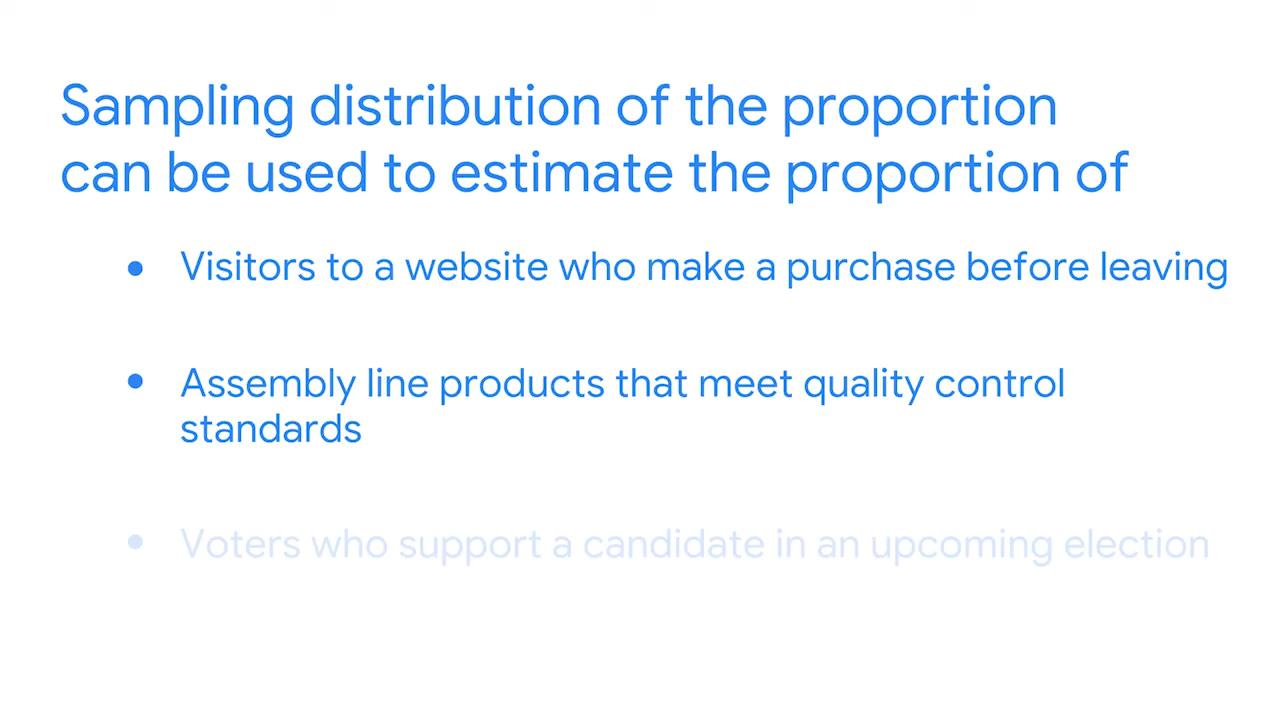 Sampling distribution of the proportion
can be used to estimate the proportion of
• Visitors to a website who make a purchase before leaving
• Assembly line products that meet quality control
standards
• Voters who support a candidate in an upcoming election